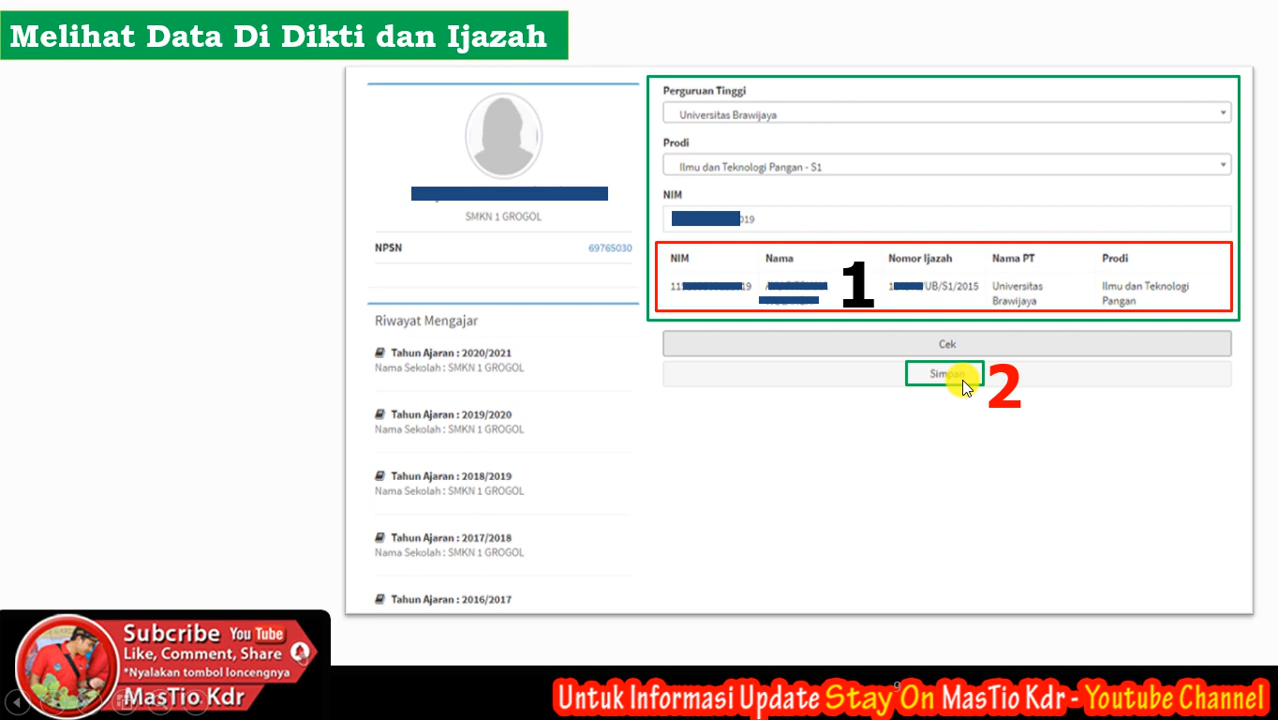 Melihat Data Di Dikti dan Ijazah
SMKN 1 GROGOL
NPSN 69765030
Riwayat Mengajar
Tahun Ajaran : 2020/2021
Nama Sekolah : SMKN 1 GROGOL
Tahun Ajaran : 2019/2020
Nama Sekolah : SMKN 1 GROGOL
Tahun Ajaran : 2018/2019
Nama Sekolah : SMKN 1 GROGOL
Tahun Ajaran : 2017/2018
Nama Sekolah : SMKN 1 GROGOL
Tahun Ajaran : 2016/2017
Perguruan Tinggi
Universitas Brawijaya
Prodi
Ilmu dan Teknologi Pangan - S1
NIM
019
NIM Nama Nomor Ijazah Nama PT Prodi
/UB/S1/2015 Universitas Ilmu dan Teknologi
Brawijaya Pangan
1
Cek
Simpan
2
Subcribe You Tube
Like, Comment, Share
*Nyalakan tombol loncengnya
MasTio Kdr
Untuk Informasi Update Stay On MasTio Kdr - Youtube Channel